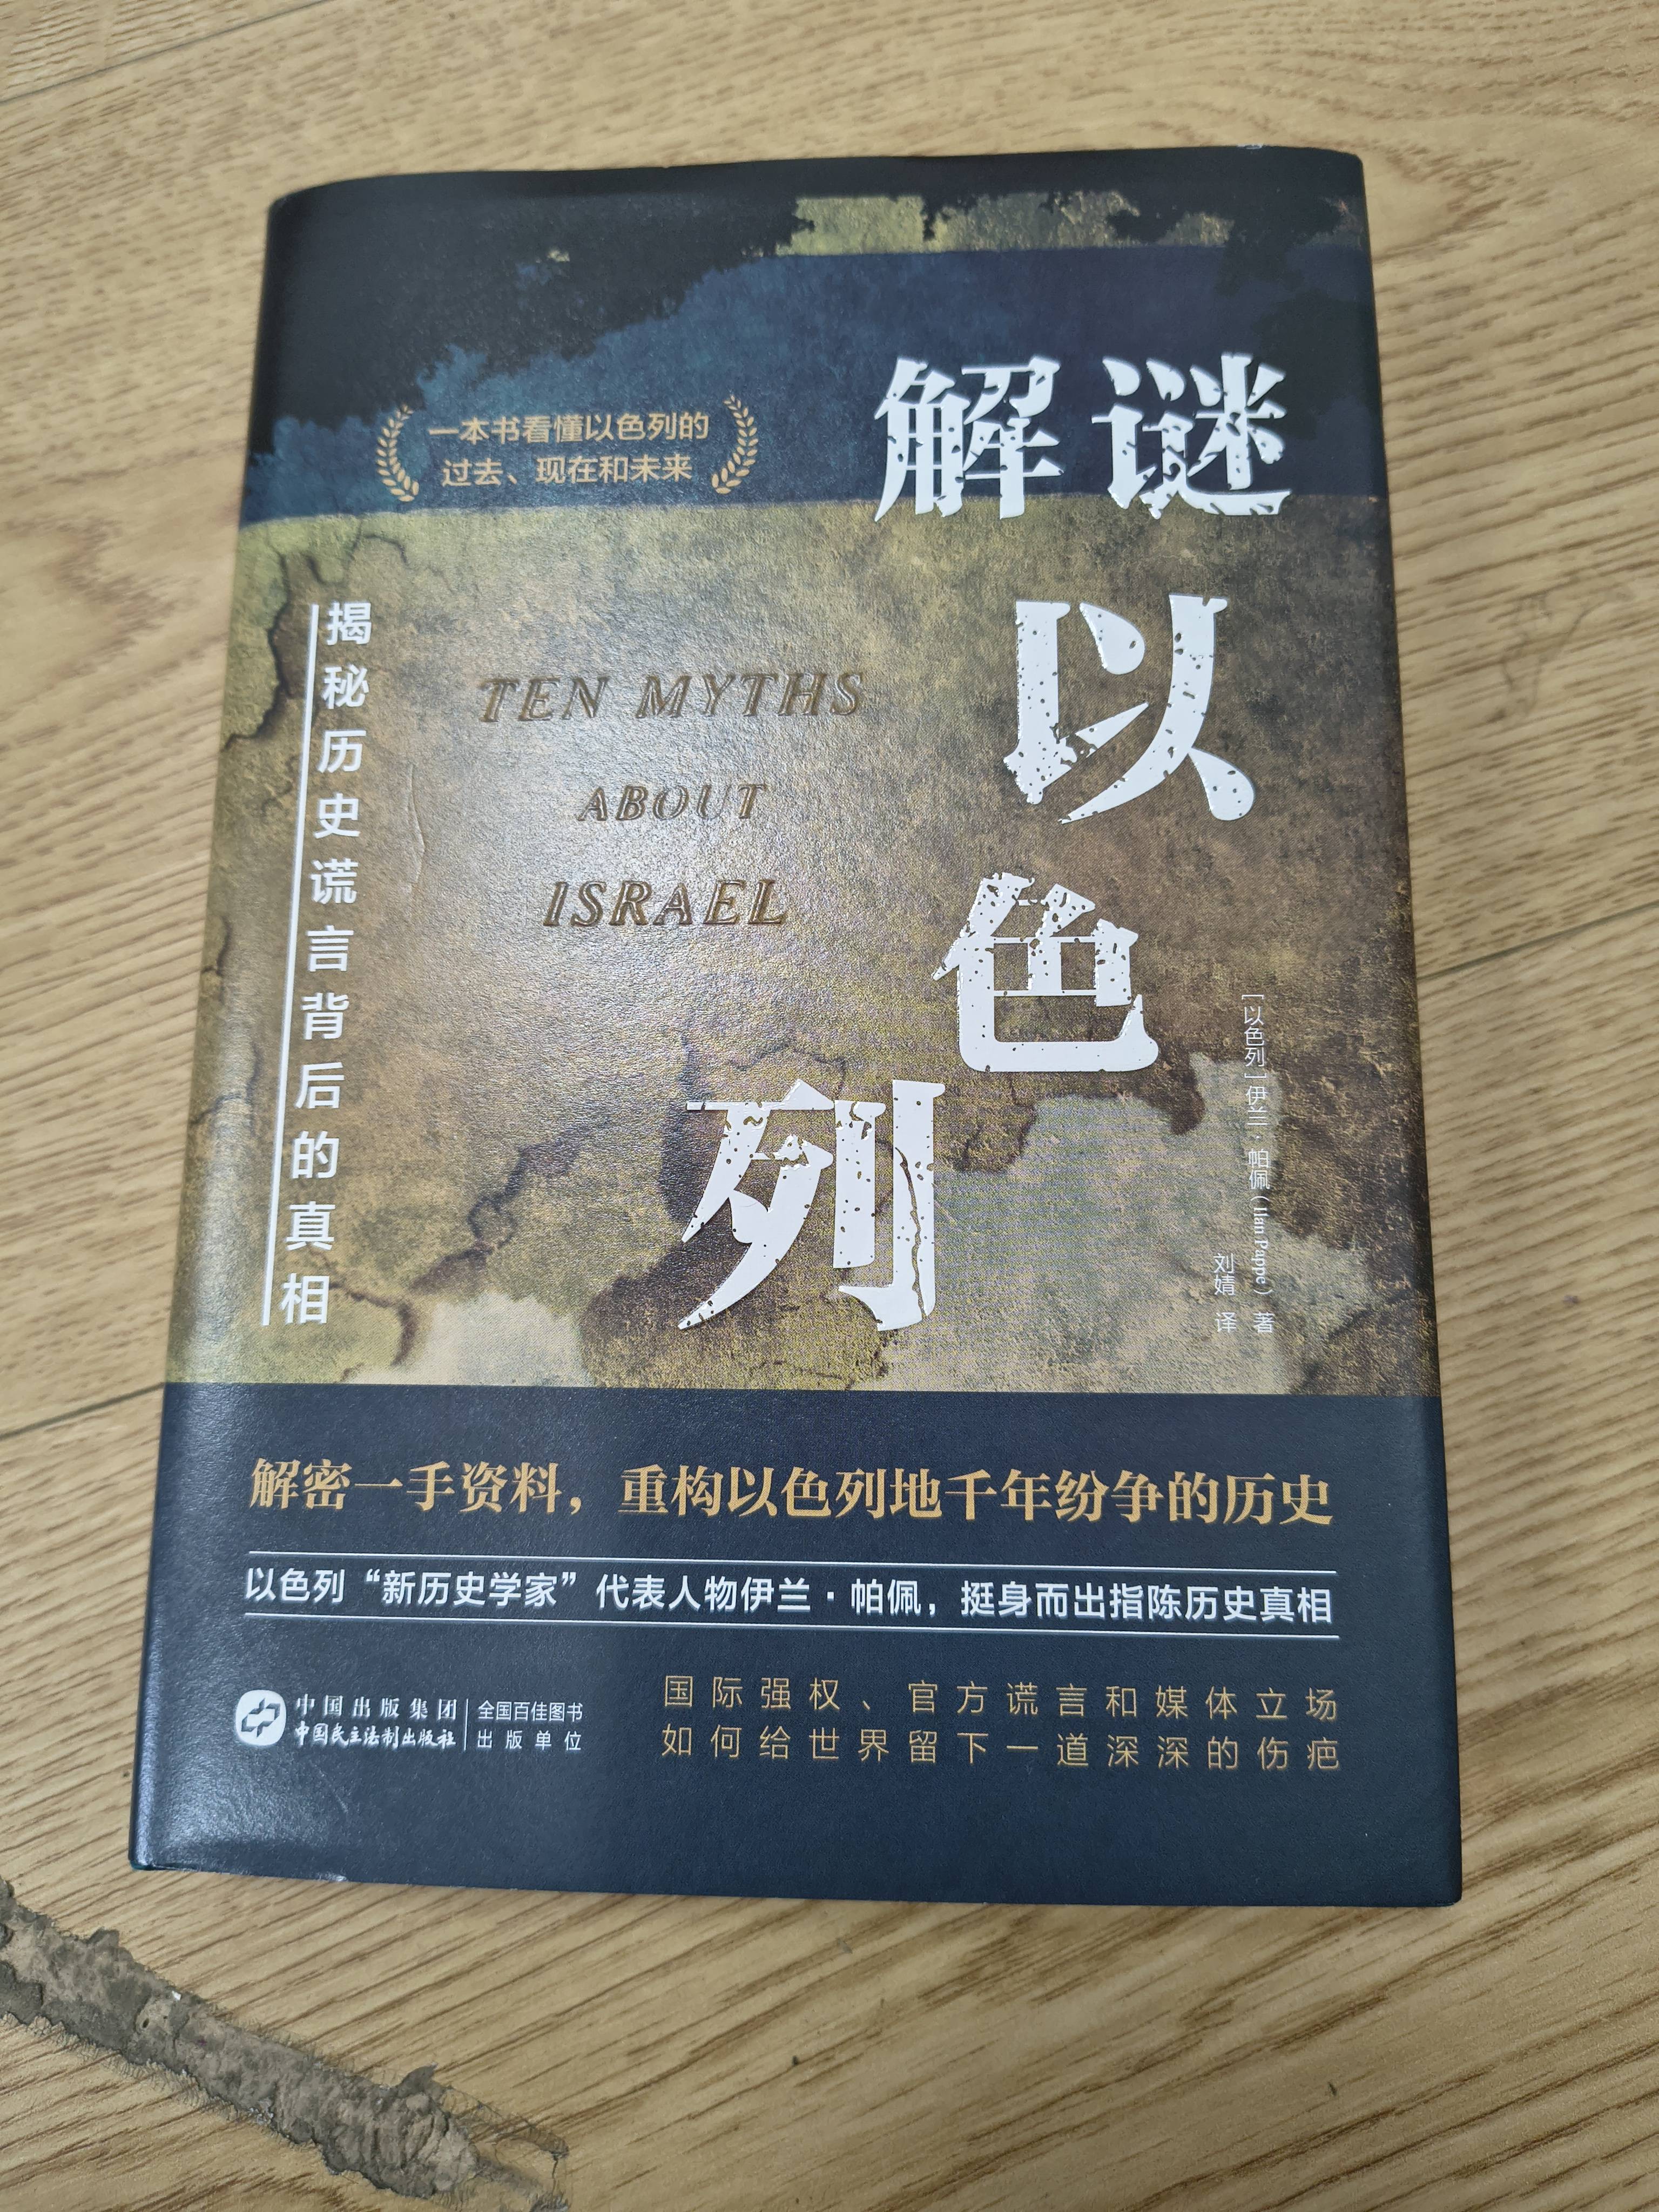 解谜
以
色
列
一本书看懂以色列的
过去、现在和未来
揭秘历史谎言背后的真相
TEN MYTHS
ABOUT
ISRAEL
[以色列]伊兰·帕佩(Ilan Pappe) 著
刘婧 译
解密一手资料，重构以色列地千年纷争的历史
以色列“新历史学家”代表人物伊兰·帕佩，挺身而出指陈历史真相
国际强权、官方谎言和媒体立场
如何给世界留下一道深深的伤疤
中国出版集团
中国民主法制出版社
全国百佳图书
出版单位